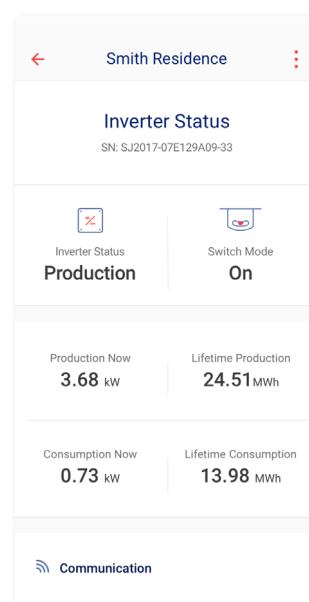 Smith Residence
Inverter Status
SN: SJ2017-07E129A09-33
Inverter Status
Production
Switch Mode
On
Production Now
3.68 kW
Lifetime Production
24.51 MWh
Consumption Now
0.73 kW
Lifetime Consumption
13.98 MWh
Communication